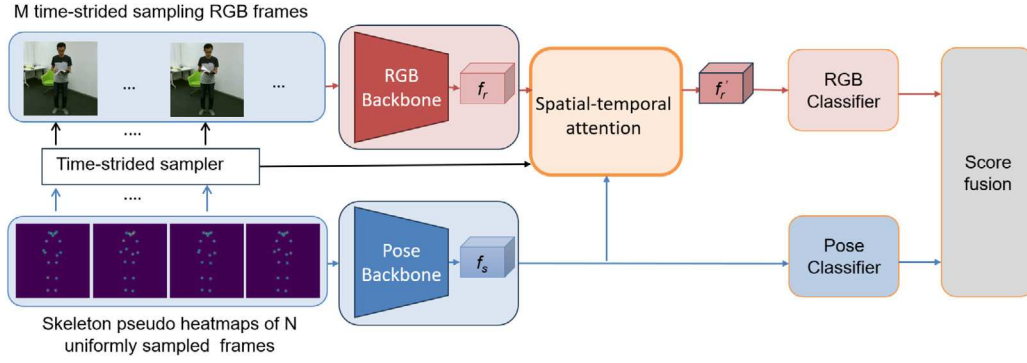 M time-strided sampling RGB frames
...
...
RGB
Backbone
f_r
Spatial-temporal
attention
f_r'
RGB
Classifier
....
Time-strided sampler
....
Score
fusion
Pose
Backbone
f_s
Pose
Classifier
Skeleton pseudo heatmaps of N
uniformly sampled frames